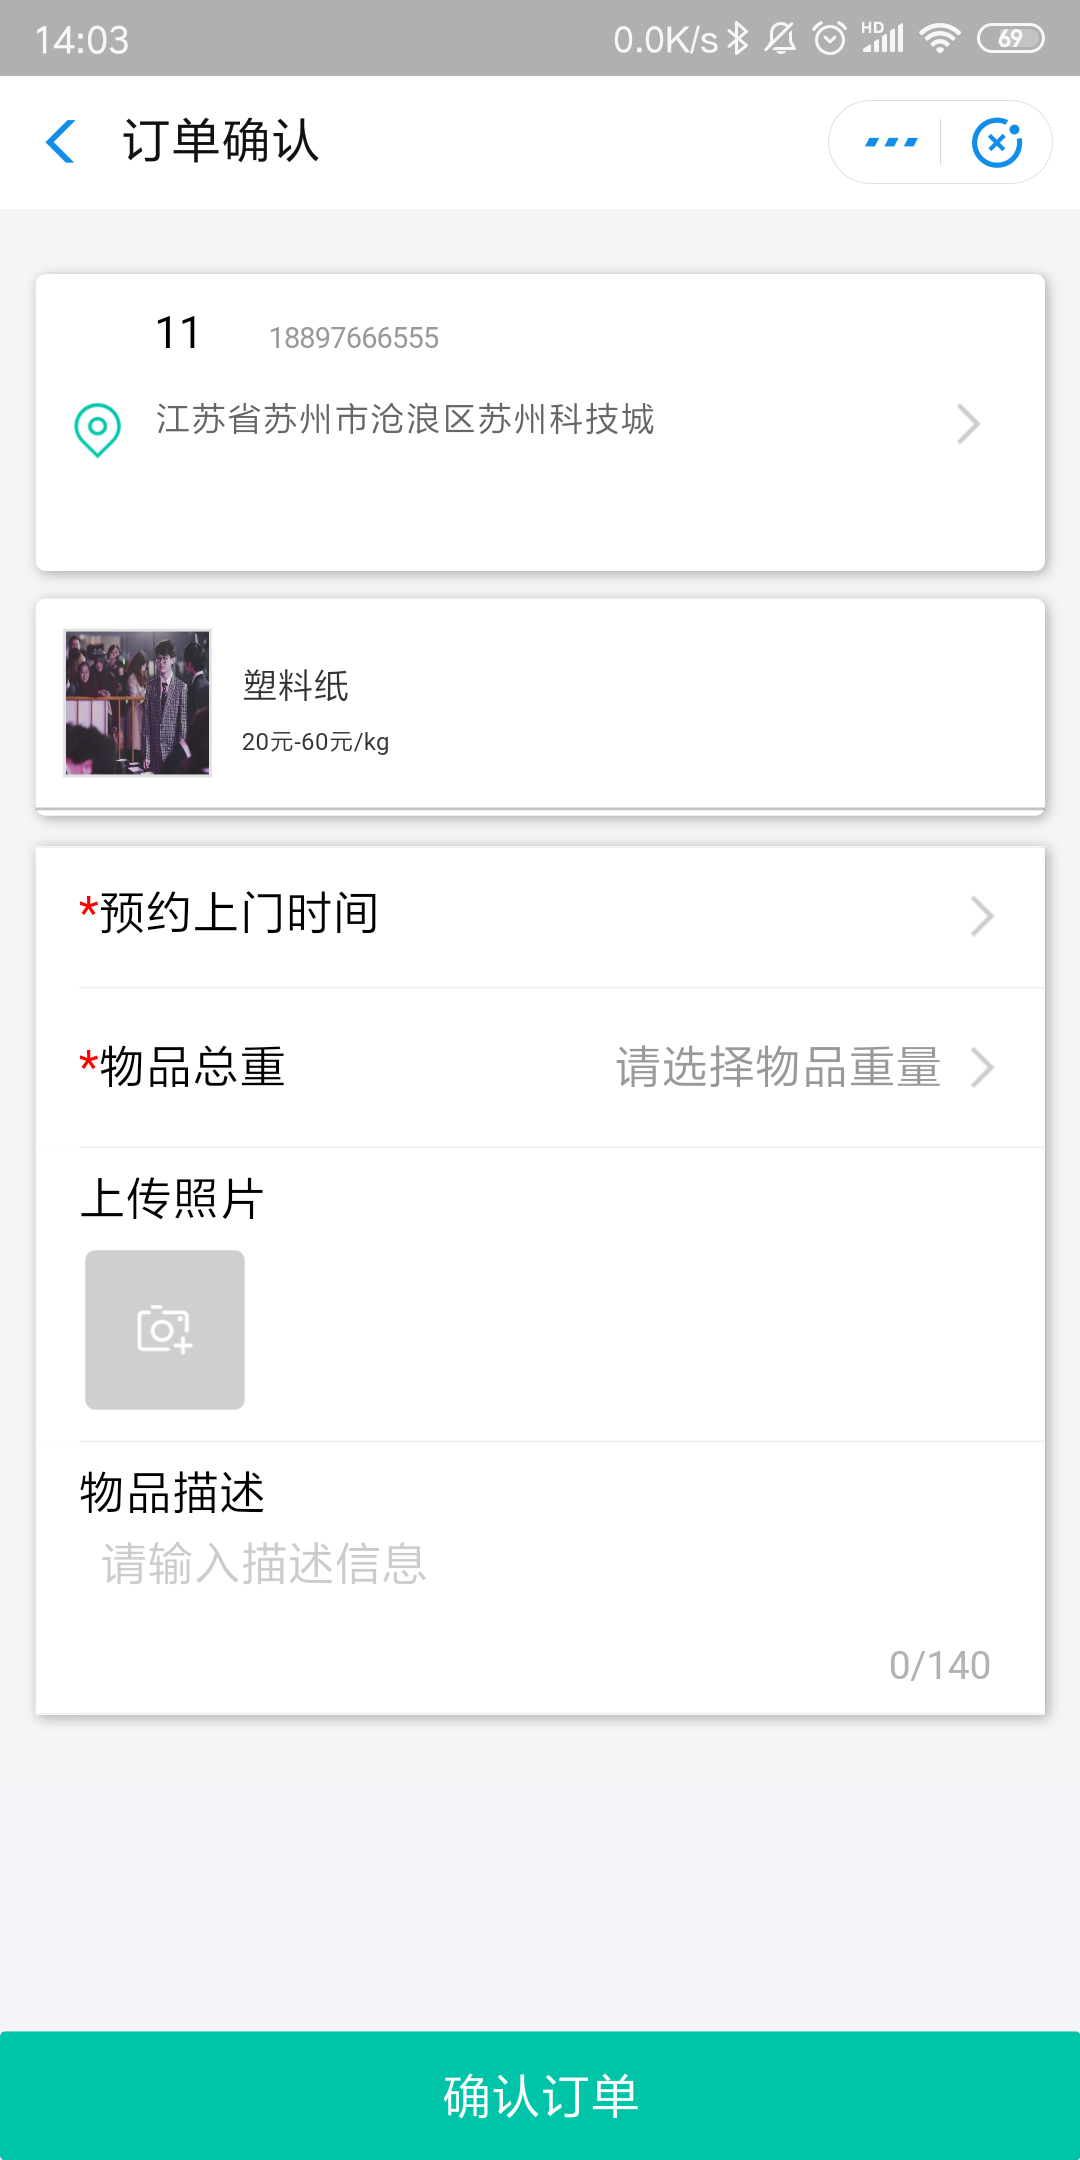 14:03 0.0K/s HD 69
订单确认
11 18897666555
江苏省苏州市沧浪区苏州科技城
塑料纸
20元-60元/kg
*预约上门时间
*物品总重 请选择物品重量
上传照片
物品描述
请输入描述信息
0/140
确认订单